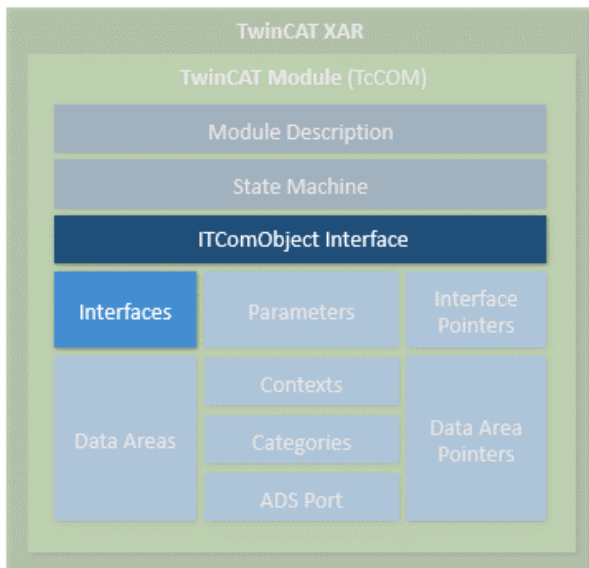 TwinCAT XAR
TwinCAT Module (TcCOM)
Module Description
State Machine
ITComObject Interface
Interfaces
Parameters
Interface
Pointers
Contexts
Data Areas
Categories
Data Area
Pointers
ADS Port